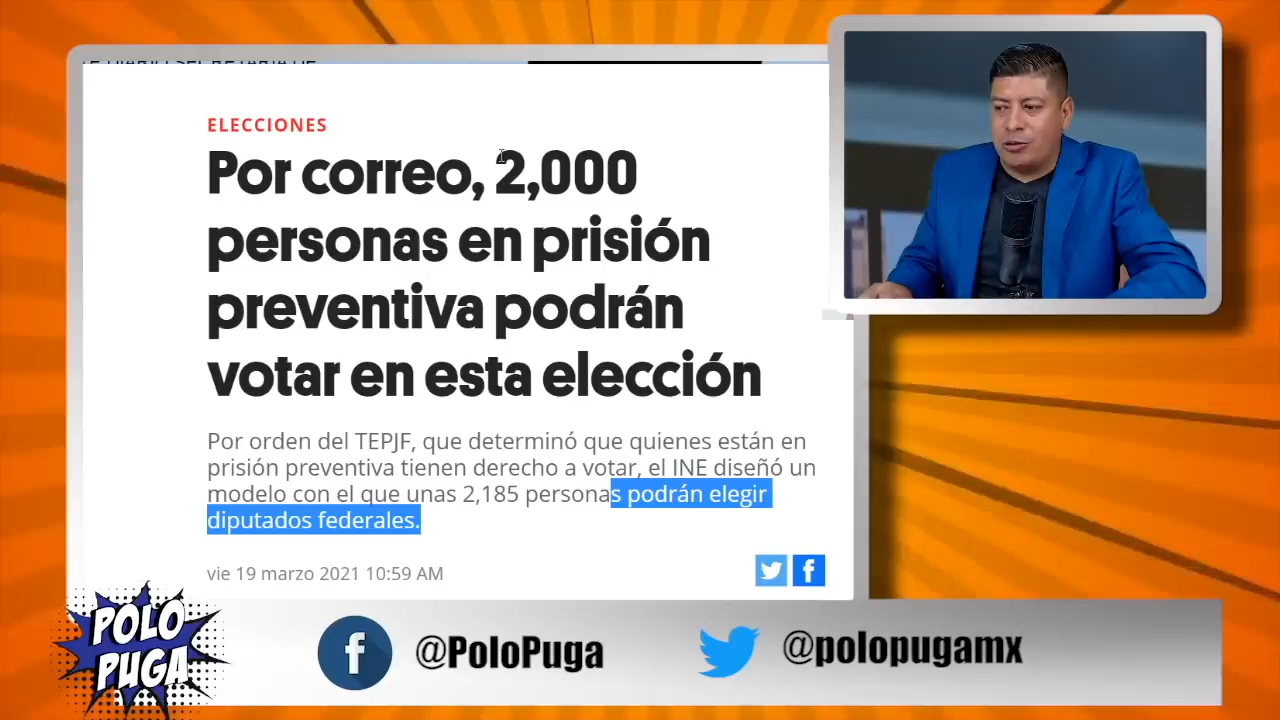 ELECCIONES
Por correo, 2,000
personas en prisión
preventiva podrán
votar en esta elección
Por orden del TEPJF, que determinó que quienes están en
prisión preventiva tienen derecho a votar, el INE diseñó un
modelo con el que unas 2,185 personas podrán elegir
diputados federales.
vie 19 marzo 2021 10:59 AM
POLO
PUGA
@PoloPuga
@polopugamx